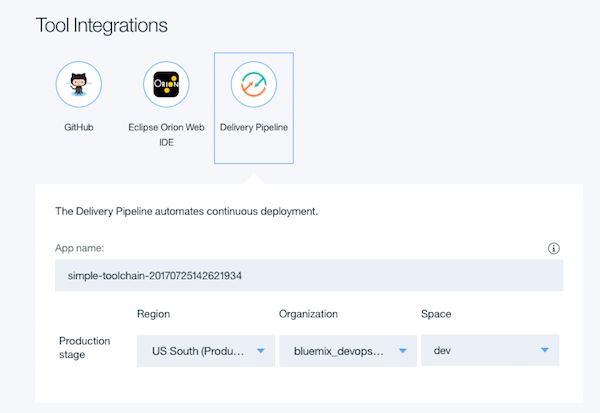 Tool Integrations
ORION
GitHub
Eclipse Orion Web
IDE
Delivery Pipeline
The Delivery Pipeline automates continuous deployment.
App name:
simple-toolchain-20170725142621934
Region
Organization
Space
Production
stage
US South (Produ...
bluemix_devops...
dev